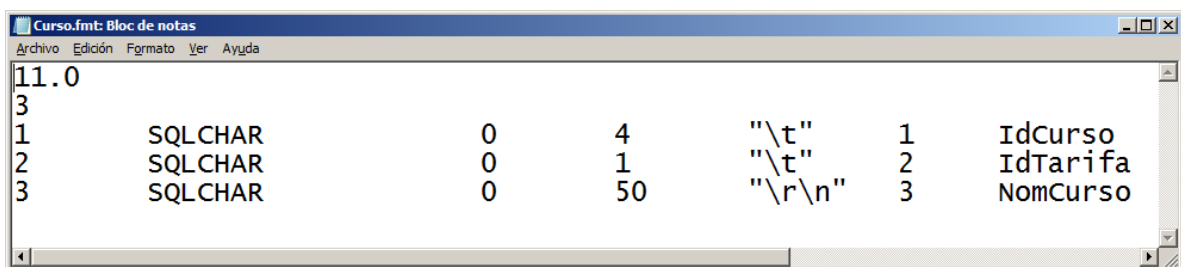 Curso.fmt: Bloc de notas
Archivo Edición Formato Ver Ayuda
11.0
3
1 SQLCHAR 0 4 "\t" 1 IdCurso
2 SQLCHAR 0 1 "\t" 2 IdTarifa
3 SQLCHAR 0 50 "\r\n" 3 NomCurso